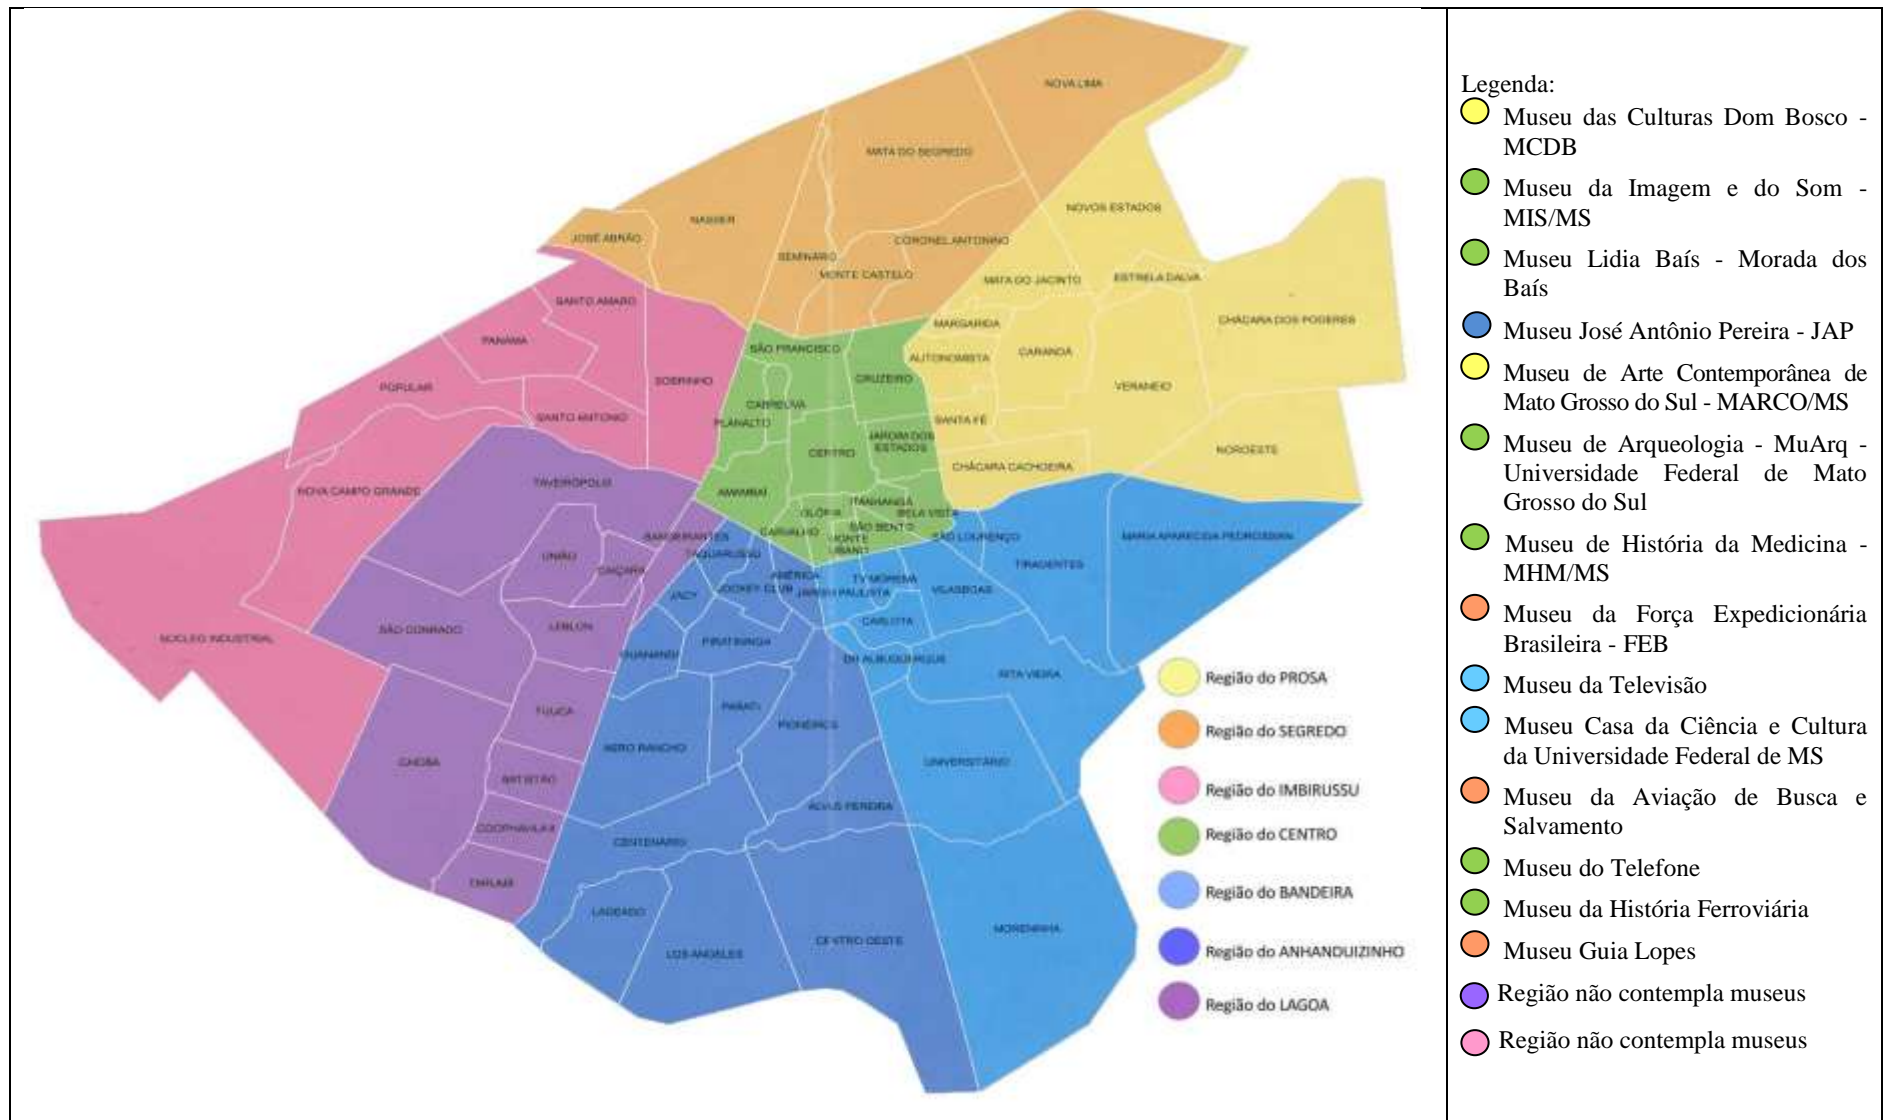 NOVA LIMA
MATA DO SEGREDO
NASSER
JOSÉ ABRÃO
NOVOS ESTADOS
CORONEL ANTONINO
SEMINÁRIO
MONTE CASTELO
MATA DO JACINTO
ESTRELA DALVA
SANTO AMARO
CHÁCARA DOS PODERES
PANAMA
MARGARIDA
SÃO FRANCISCO
AUTONOMISTA
CARANDÁ
POPULAR
SOBRINHO
CRUZEIRO
VERANEIO
CABREUVA
SANTO ANTONIO
PLANALTO
SANTA FÉ
JARDIM DOS
ESTADOS
CENTRO
NOROESTE
CHÁCARA CACHOEIRA
TAVEIRÓPOLIS
NOVA CAMPO GRANDE
AMAMBAÍ
ITANHANGÁ
GLÓRIA
BELA VISTA
SÃO BENTO
CARVALHO
MONTE
LIBANO
BANDEIRANTES
SÃO LOURENÇO
MARIA APARECIDA PEDROSSIAN
TAQUARUSSU
UNIÃO
TIRADENTES
CAIÇARA
AMÉRICA
TV MORENA
JOCKEY CLUB
JARDIM PAULISTA
VILASBOAS
JACY
CARLOTA
SÃO CONRADO
LEBLON
NÚCLEO INDUSTRIAL
PIRATININGA
GUANANDI
DR ALBUQUERQUE
RITA VIEIRA
TIJUCA
PARATI
PIONEIROS
AERO RANCHO
CAIOBÁ
UNIVERSITÁRIO
BATISTÃO
ALVES PEREIRA
COOPHAVILA II
CENTENÁRIO
TARUMÃ
LAGEADO
LOS ANGELES
CENTRO OESTE
MORENINHA
Região do PROSA
Região do SEGREDO
Região do IMBIRUSSU
Região do CENTRO
Região do BANDEIRA
Região do ANHANDUIZINHO
Região do LAGOA
Legenda:
Museu das Culturas Dom Bosco -
MCDB
Museu da Imagem e do Som -
MIS/MS
Museu Lidia Baís - Morada dos
Baís
Museu José Antônio Pereira - JAP
Museu de Arte Contemporânea de
Mato Grosso do Sul - MARCO/MS
Museu de Arqueologia - MuArq -
Universidade Federal de Mato
Grosso do Sul
Museu de História da Medicina -
MHM/MS
Museu da Força Expedicionária
Brasileira - FEB
Museu da Televisão
Museu Casa da Ciência e Cultura
da Universidade Federal de MS
Museu da Aviação de Busca e
Salvamento
Museu do Telefone
Museu da História Ferroviária
Museu Guia Lopes
Região não contempla museus
Região não contempla museus